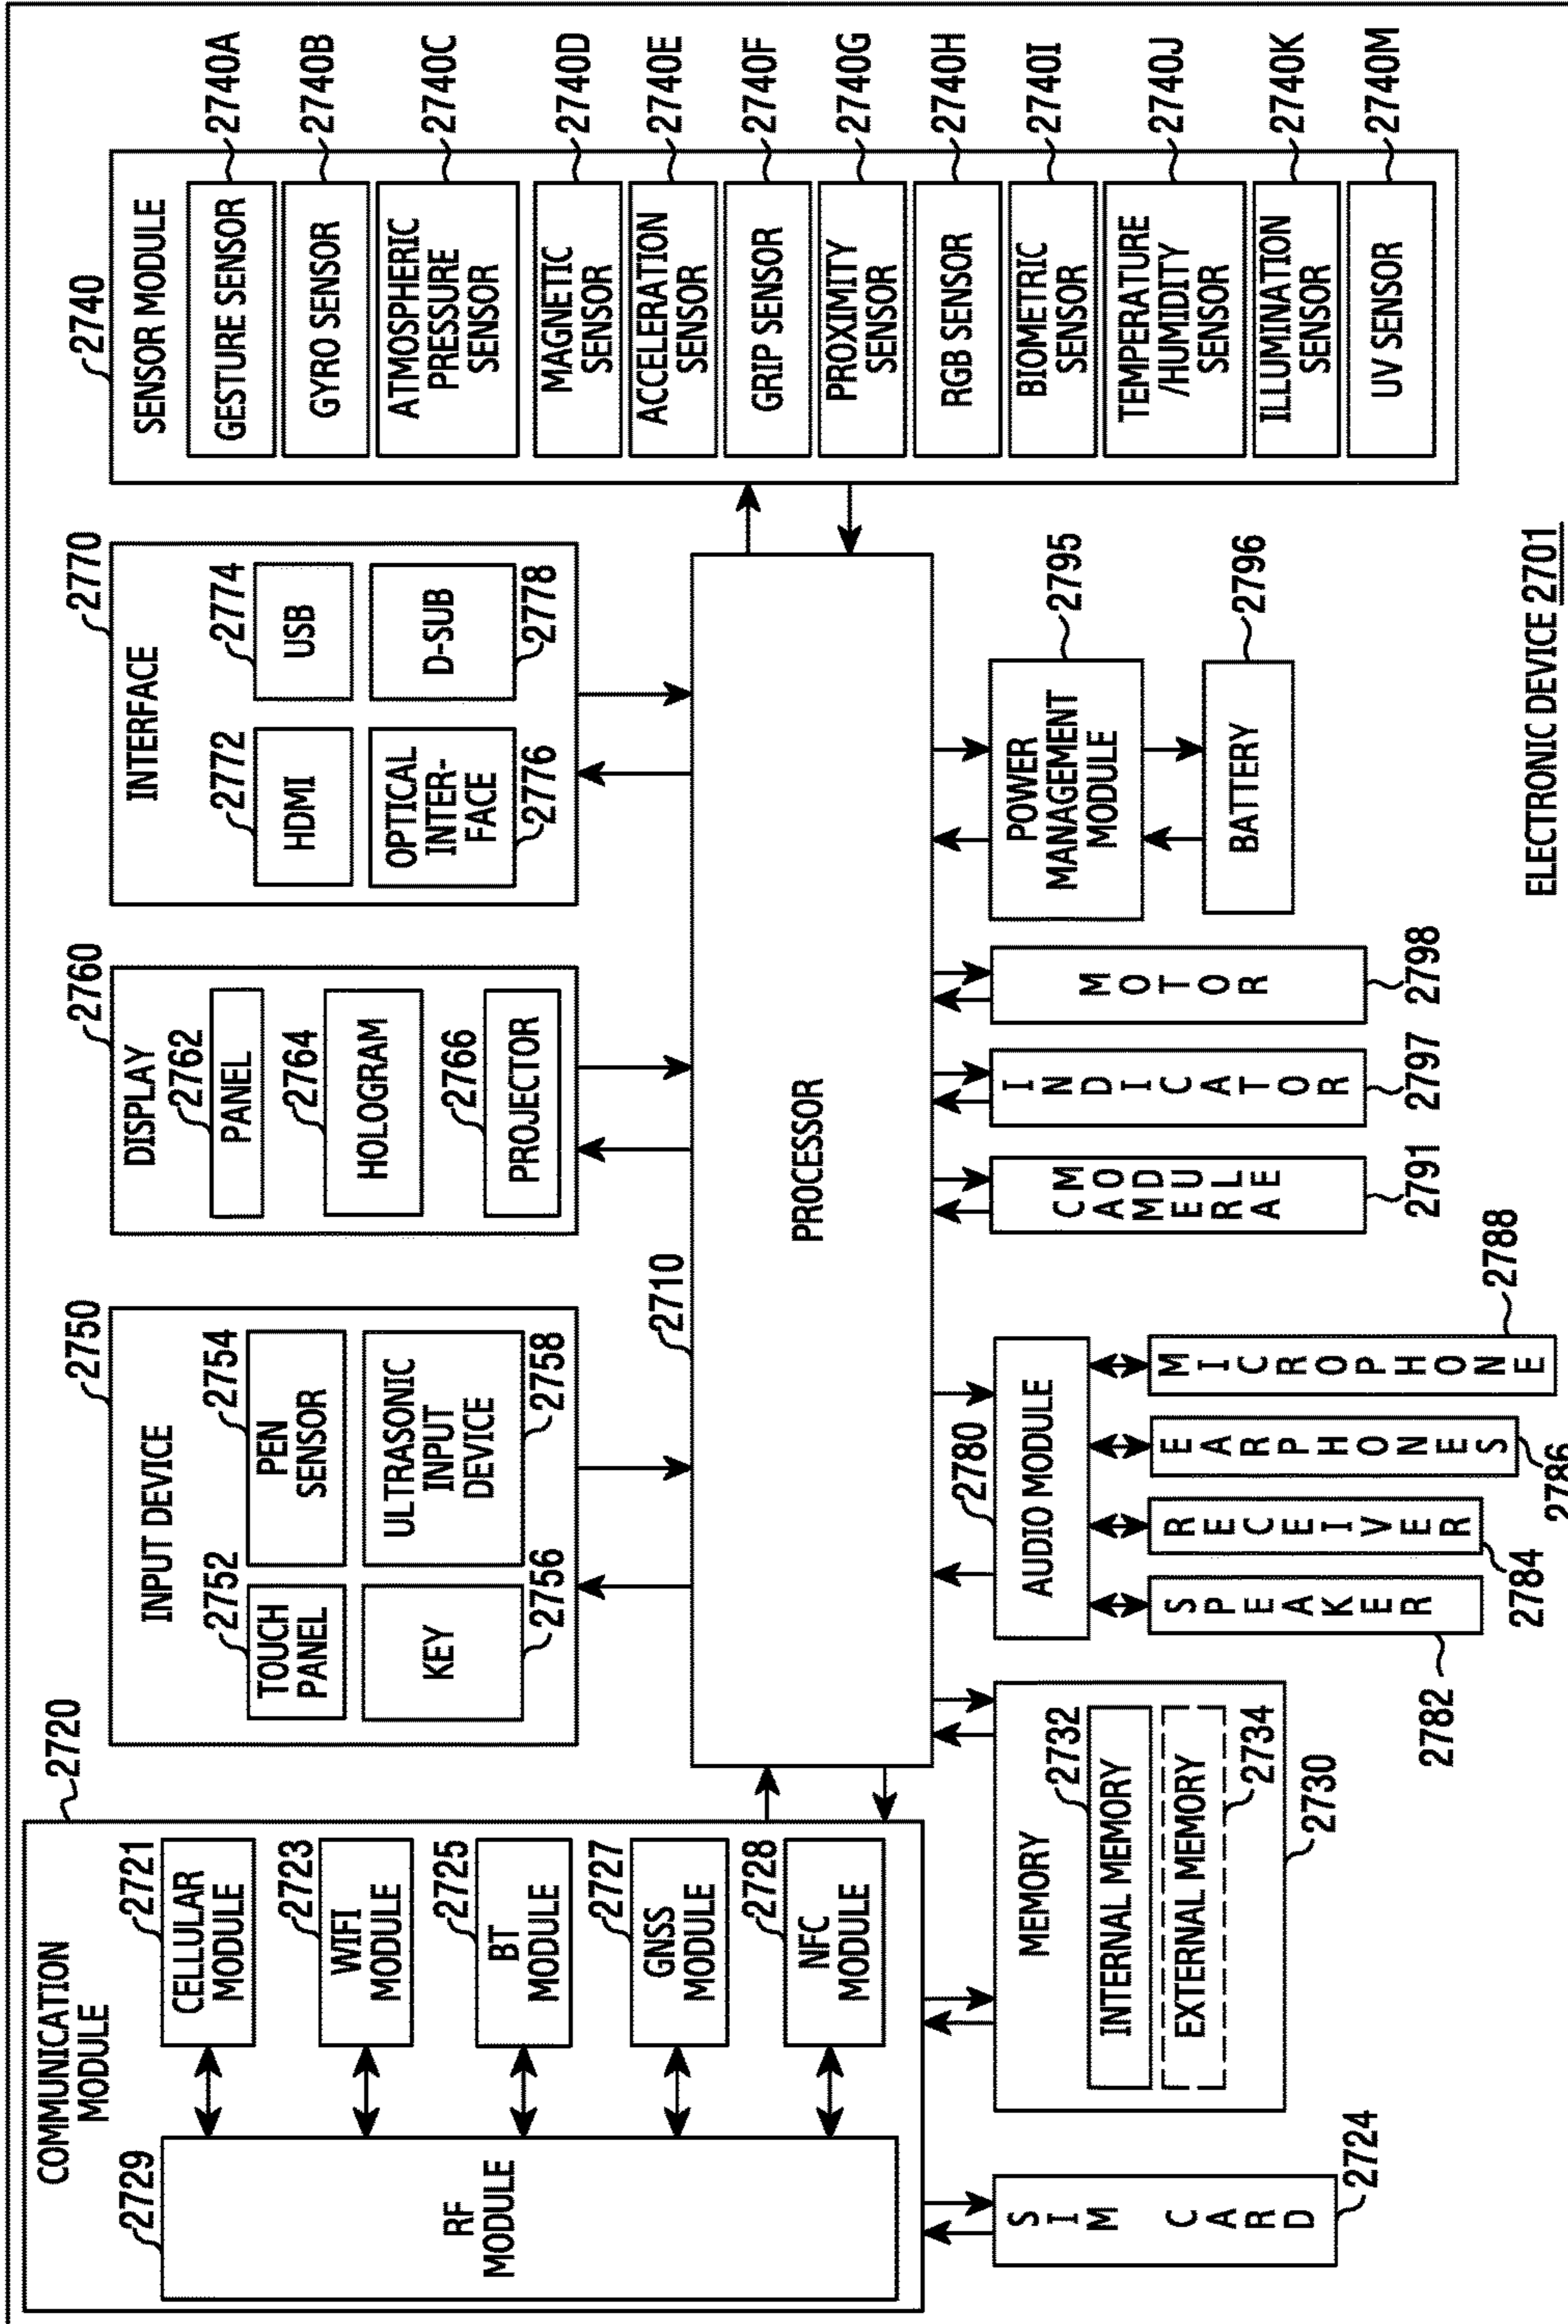 COMMUNICATION
MODULE
2720
2729
RF
MODULE
2721
CELLULAR
MODULE
2723
WIFI
MODULE
2725
BT
MODULE
2727
GNSS
MODULE
2728
NFC
MODULE
INPUT DEVICE
2750
2752
TOUCH
PANEL
2754
PEN
SENSOR
KEY
2756
ULTRASONIC
INPUT
DEVICE
2758
DISPLAY
2760
2762
PANEL
2764
HOLOGRAM
2766
PROJECTOR
INTERFACE
2770
2772
HDMI
2774
USB
OPTICAL
INTER-
FACE
2776
D-SUB
2778
2740
SENSOR MODULE
GESTURE SENSOR
2740A
GYRO SENSOR
2740B
ATMOSPHERIC
PRESSURE
SENSOR
2740C
MAGNETIC
SENSOR
2740D
ACCELERATION
SENSOR
2740E
GRIP SENSOR
2740F
PROXIMITY
SENSOR
2740G
RGB SENSOR
2740H
BIOMETRIC
SENSOR
2740I
TEMPERATURE
/HUMIDITY
SENSOR
2740J
ILLUMINATION
SENSOR
2740K
UV SENSOR
2740M
2710
PROCESSOR
SIM CARD
2724
MEMORY
2732
INTERNAL MEMORY
EXTERNAL MEMORY
2734
2730
2780
AUDIO MODULE
SPEAKER
2782
RECEIVER
2784
EARPHONES
2786
MICROPHONE
2788
CAMERA
MODULE
2791
INDICATOR
2797
MOTOR
2798
POWER
MANAGEMENT
MODULE
2795
BATTERY
2796
ELECTRONIC DEVICE 2701